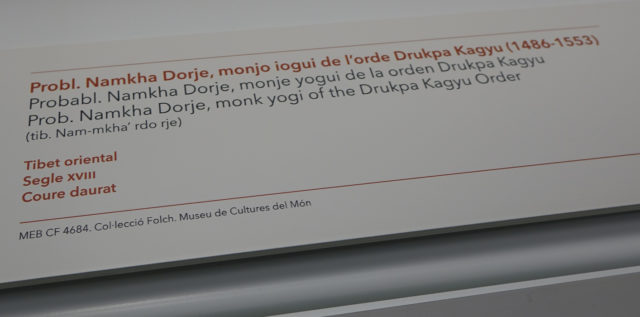 Probl. Namkha Dorje, monjo iogui de l'orde Drukpa Kagyu (1486-1553)
Probabl. Namkha Dorje, monje yogui de la orden Drukpa Kagyu
Prob. Namkha Dorje, monk yogi of the Drukpa Kagyu Order
(tib. Nam-mkha' rdo rje)
Tibet oriental
Segle XVIII
Coure daurat
MEB CF 4684. Col·lecció Folch. Museu de Cultures del Món